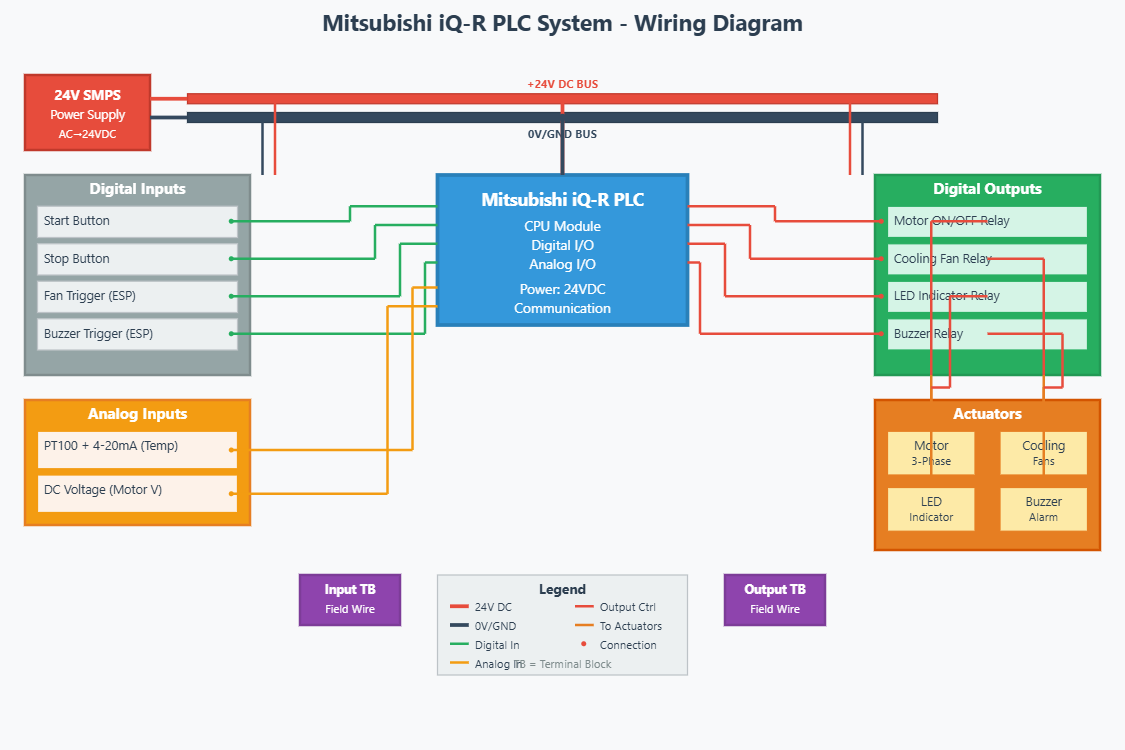 Mitsubishi iQ-R PLC System - Wiring Diagram
24V SMPS
Power Supply
AC→24VDC
+24V DC BUS
0V/GND BUS
Digital Inputs
Start Button
Stop Button
Fan Trigger (ESP)
Buzzer Trigger (ESP)
Mitsubishi iQ-R PLC
CPU Module
Digital I/O
Analog I/O
Power: 24VDC
Communication
Digital Outputs
Motor ON/OFF Relay
Cooling Fan Relay
LED Indicator Relay
Buzzer Relay
Analog Inputs
PT100 + 4-20mA (Temp)
DC Voltage (Motor V)
Actuators
Motor
3-Phase
Cooling
Fans
LED
Indicator
Buzzer
Alarm
Input TB
Field Wire
Legend
24V DC
0V/GND
Digital In
Analog In
Output Ctrl
To Actuators
Connection
TB = Terminal Block
Output TB
Field Wire